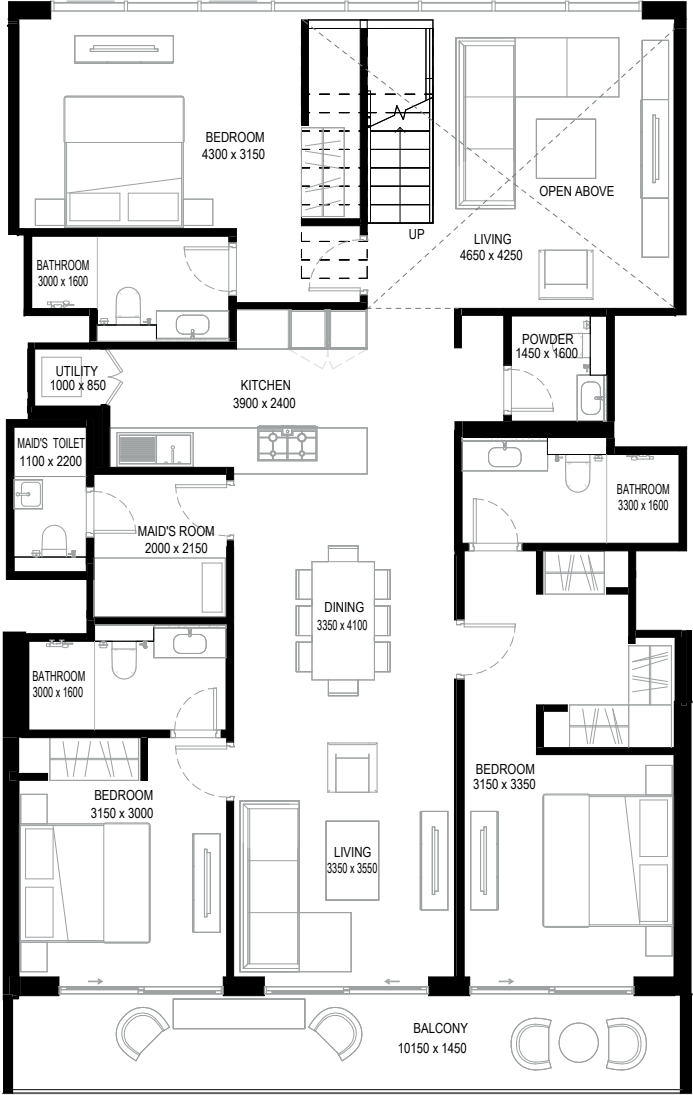 BEDROOM
4300 x 3150
OPEN ABOVE
UP
LIVING
4650 x 4250
BATHROOM
3000 x 1600
POWDER
1450 x 1600
UTILITY
1000 x 850
KITCHEN
3900 x 2400
MAID'S TOILET
1100 x 2200
BATHROOM
3300 x 1600
MAID'S ROOM
2000 x 2150
DINING
3350 x 4100
BATHROOM
3000 x 1600
BEDROOM
3150 x 3350
BEDROOM
3150 x 3000
LIVING
3350 x 3550
BALCONY
10150 x 1450